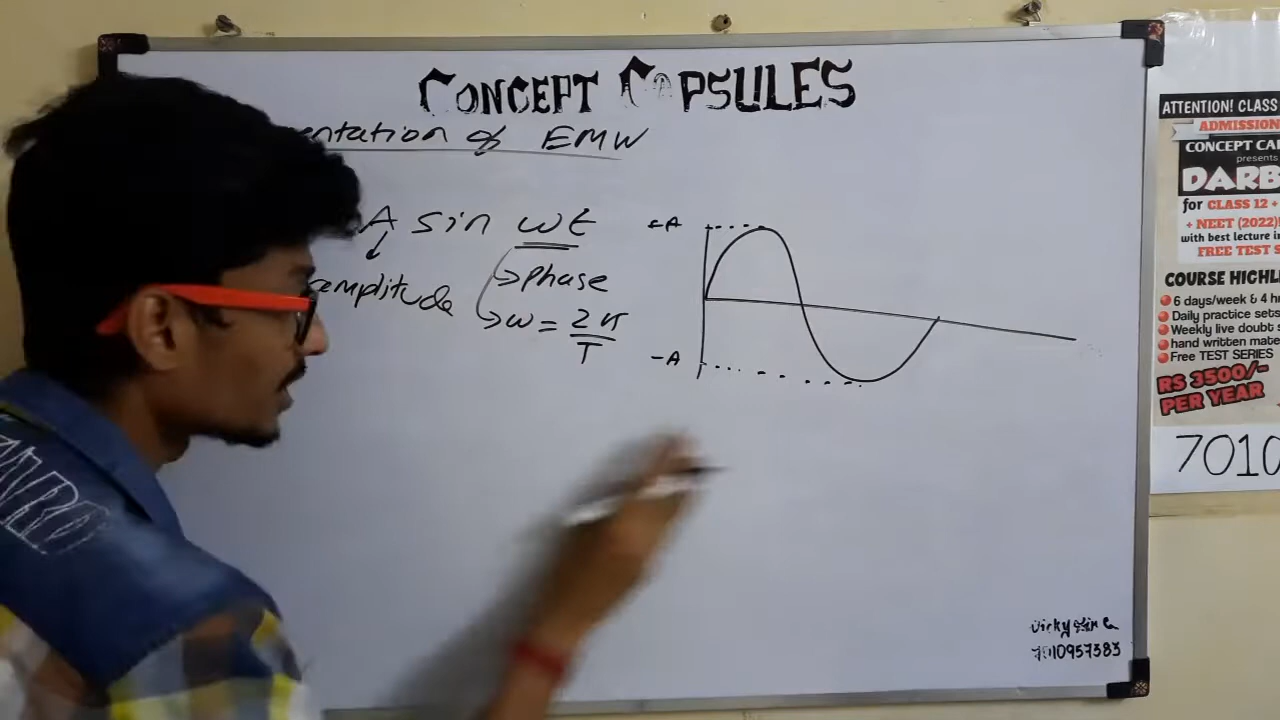 CONCEPT CAPSULES
entation of EMW
A sin ωt
amplitude
phase
ω = 2π/T
+A
-A
ATTENTION! CLASS
ADMISSION
CONCEPT CA
presents
DARB
for CLASS 12 +
+ NEET (2022)
with best lecture i
FREE TEST S
COURSE HIGHL
6 days/week & 4 h
Daily practice sets
Weekly live doubt s
hand written mate
Free TEST SERIES
RS 3500/-
PER YEAR
7010
7010957383